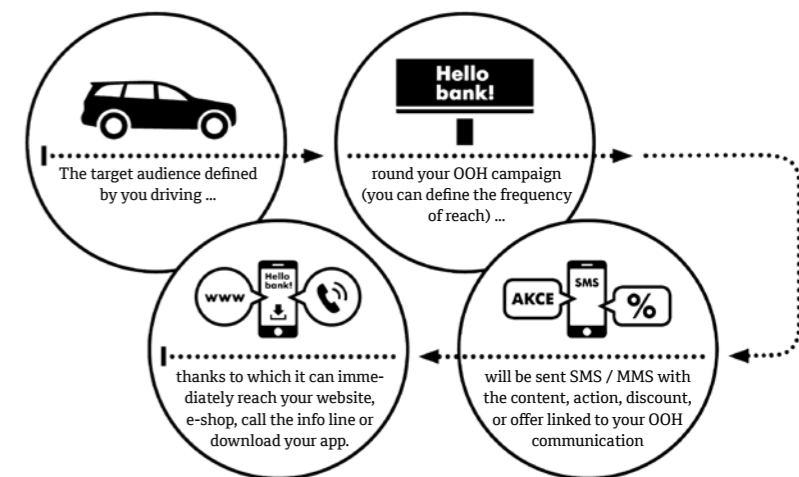 The target audience defined
by you driving ...
Hello
bank!
round your OOH campaign
(you can define the frequency
of reach) ...
AKCE
SMS
%
will be sent SMS / MMS with
the content, action, discount,
or offer linked to your OOH
communication
www
Hello
bank!
thanks to which it can imme-
diately reach your website,
e-shop, call the info line or
download your app.